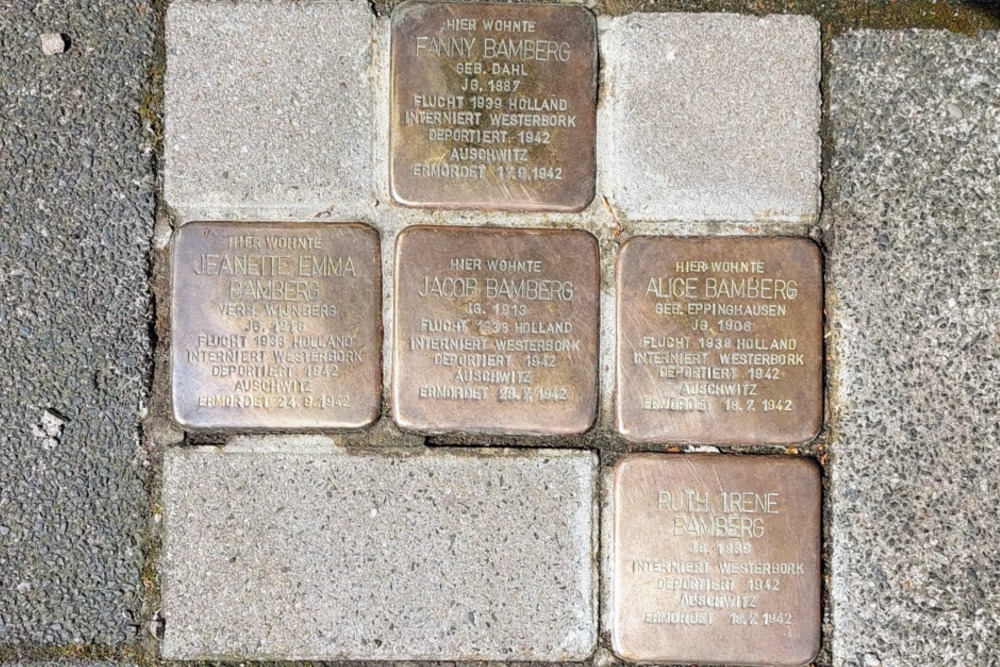 HIER WOHNTE
FANNY BAMBERG
GEB. DAHL
JG. 1887
FLUCHT 1939 HOLLAND
INTERNIERT WESTERBORK
DEPORTIERT 1942
AUSCHWITZ
ERMORDET 17.9.1942
HIER WOHNTE
JEANETTE EMMA
BAMBERG
VERH. WIJNBERG
JG. 1916
FLUCHT 1936 HOLLAND
INTERNIERT WESTERBORK
DEPORTIERT 1942
AUSCHWITZ
ERMORDET 24.9.1942
HIER WOHNTE
JACOB BAMBERG
JG. 1913
FLUCHT 1938 HOLLAND
INTERNIERT WESTERBORK
DEPORTIERT 1942
AUSCHWITZ
ERMORDET 1942
HIER WOHNTE
ALICE BAMBERG
GEB. EPPINGHAUSEN
JG. 1906
FLUCHT 1938 HOLLAND
INTERNIERT WESTERBORK
DEPORTIERT 1942
AUSCHWITZ
ERMORDET 18.7.1942
RUTH IRENE
BAMBERG
JG. 1939
INTERNIERT WESTERBORK
DEPORTIERT 1942
AUSCHWITZ
ERMORDET 18.7.1942